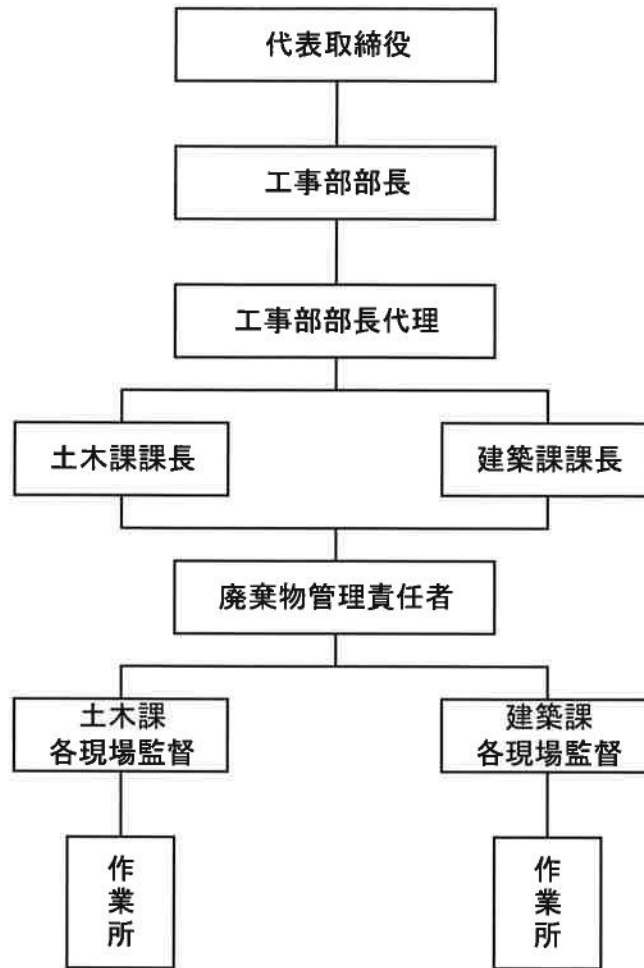 代表取締役
工事部部長
工事部部長代理
土木課課長
建築課課長
廃棄物管理責任者
土木課
各現場監督
建築課
各現場監督
作業所
作業所